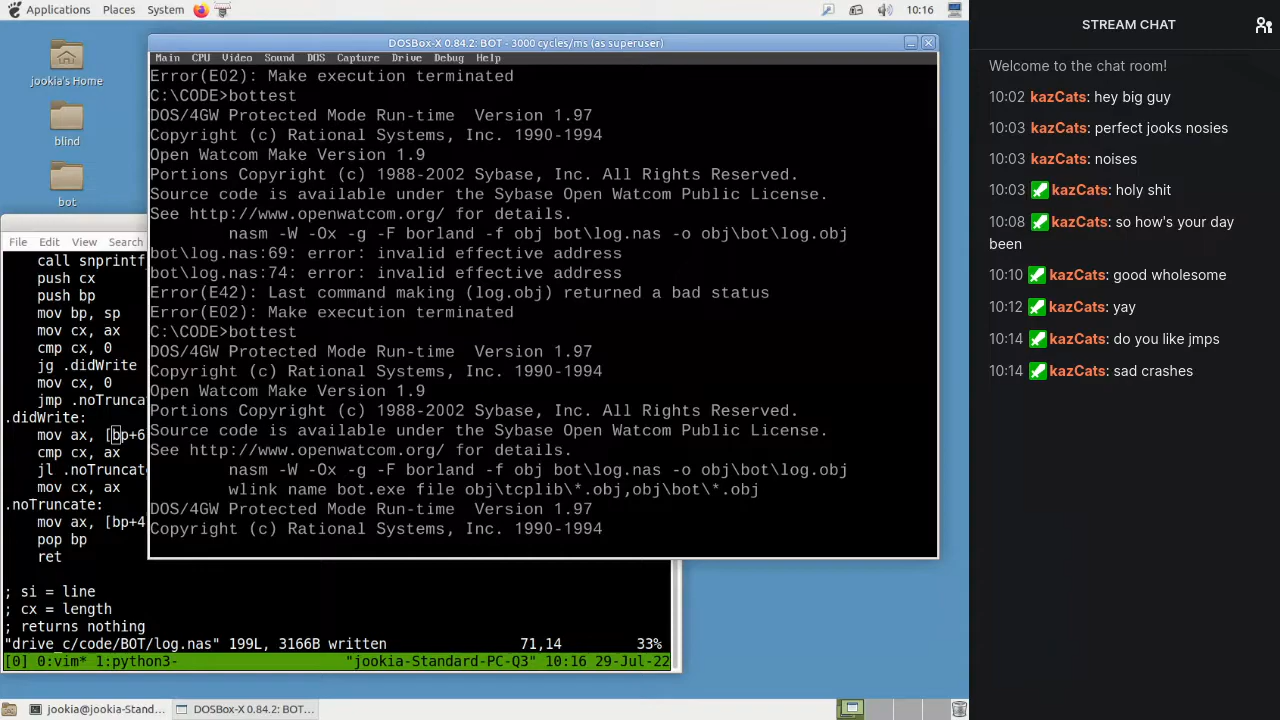 Applications Places System 10:16
jookia's Home
blind
bot
DOSBox-X 0.84.2: BOT - 3000 cycles/ms (as superuser)
Main CPU Video Sound DOS Capture Drive Debug Help
Error(E02): Make execution terminated
C:\CODE>bottest
DOS/4GW Protected Mode Run-time  Version 1.97
Copyright (c) Rational Systems, Inc. 1990-1994
Open Watcom Make Version 1.9
Portions Copyright (c) 1988-2002 Sybase, Inc. All Rights Reserved.
Source code is available under the Sybase Open Watcom Public License.
See http://www.openwatcom.org/ for details.
        nasm -W -Ox -g -F borland -f obj bot\log.nas -o obj\bot\log.obj
bot\log.nas:69: error: invalid effective address
bot\log.nas:74: error: invalid effective address
Error(E42): Last command making (log.obj) returned a bad status
Error(E02): Make execution terminated
C:\CODE>bottest
DOS/4GW Protected Mode Run-time  Version 1.97
Copyright (c) Rational Systems, Inc. 1990-1994
Open Watcom Make Version 1.9
Portions Copyright (c) 1988-2002 Sybase, Inc. All Rights Reserved.
Source code is available under the Sybase Open Watcom Public License.
See http://www.openwatcom.org/ for details.
        nasm -W -Ox -g -F borland -f obj bot\log.nas -o obj\bot\log.obj
        wlink name bot.exe file obj\tcplib\*.obj,obj\bot\*.obj
DOS/4GW Protected Mode Run-time  Version 1.97
Copyright (c) Rational Systems, Inc. 1990-1994
File Edit View Search
call snprintf
push cx
push bp
mov bp, sp
mov cx, ax
cmp cx, 0
jg .didWrite
mov cx, 0
jmp .noTrunca
.didWrite:
mov ax, [bp+6
cmp cx, ax
jl .noTruncat
mov cx, ax
.noTruncate:
mov ax, [bp+4
pop bp
ret
; si = line
; cx = length
; returns nothing
"drive_c/code/BOT/log.nas" 199L, 3166B written 71,14 33%
[0] 0:vim* 1:python3- "jookia-Standard-PC-Q3" 10:16 29-Jul-22
jookia@jookia-Stand... DOSBox-X 0.84.2: BOT...
STREAM CHAT
Welcome to the chat room!
10:02 kazCats: hey big guy
10:03 kazCats: perfect jooks nosies
10:03 kazCats: noises
10:03 kazCats: holy shit
10:08 kazCats: so how's your day
been
10:10 kazCats: good wholesome
10:12 kazCats: yay
10:14 kazCats: do you like jmps
10:14 kazCats: sad crashes